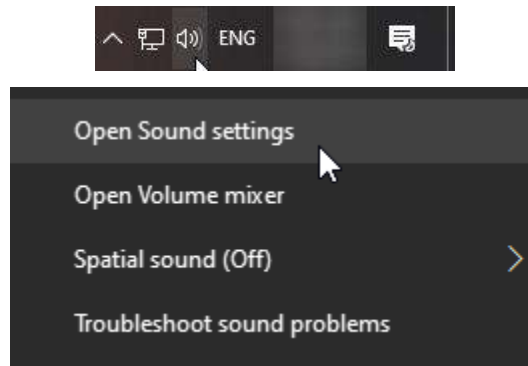 ENG
Open Sound settings
Open Volume mixer
Spatial sound (Off)
Troubleshoot sound problems